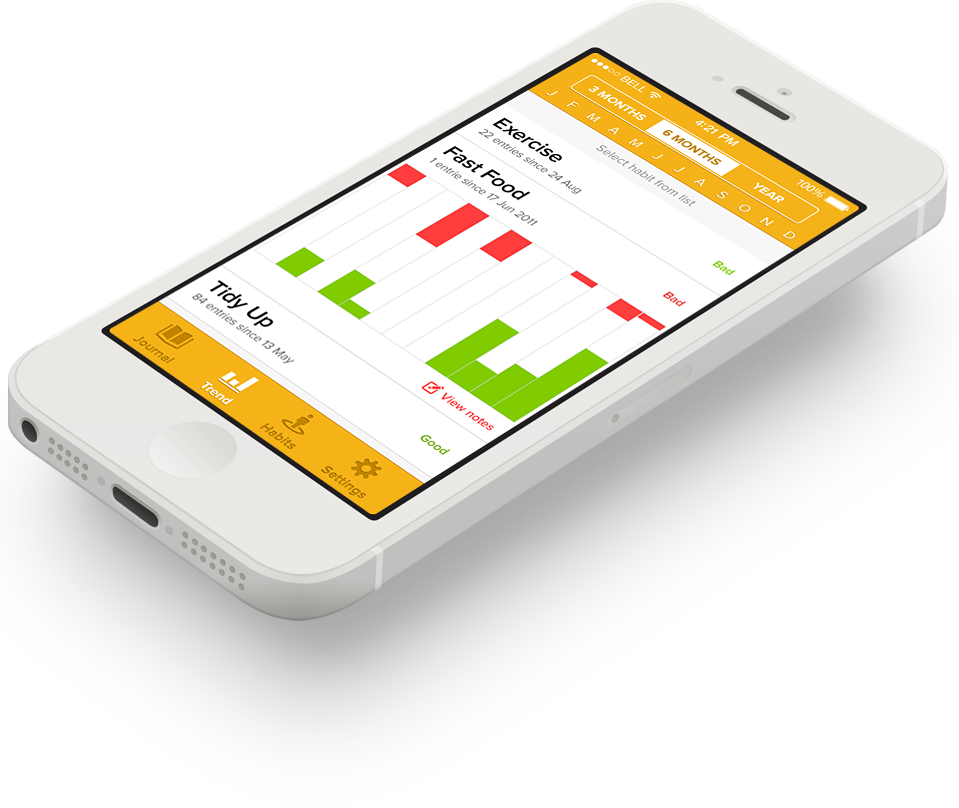 BELL
4:21 PM
100%
3 MONTHS
6 MONTHS
YEAR
J F M A M J J A S O N D
Select habit from list
Exercise
22 entries since 24 Aug
Bad
Fast Food
1 entrie since 17 Jun 2011
Bad
View notes
Tidy Up
84 entries since 13 May
Good
Journal
Trend
Habits
Settings